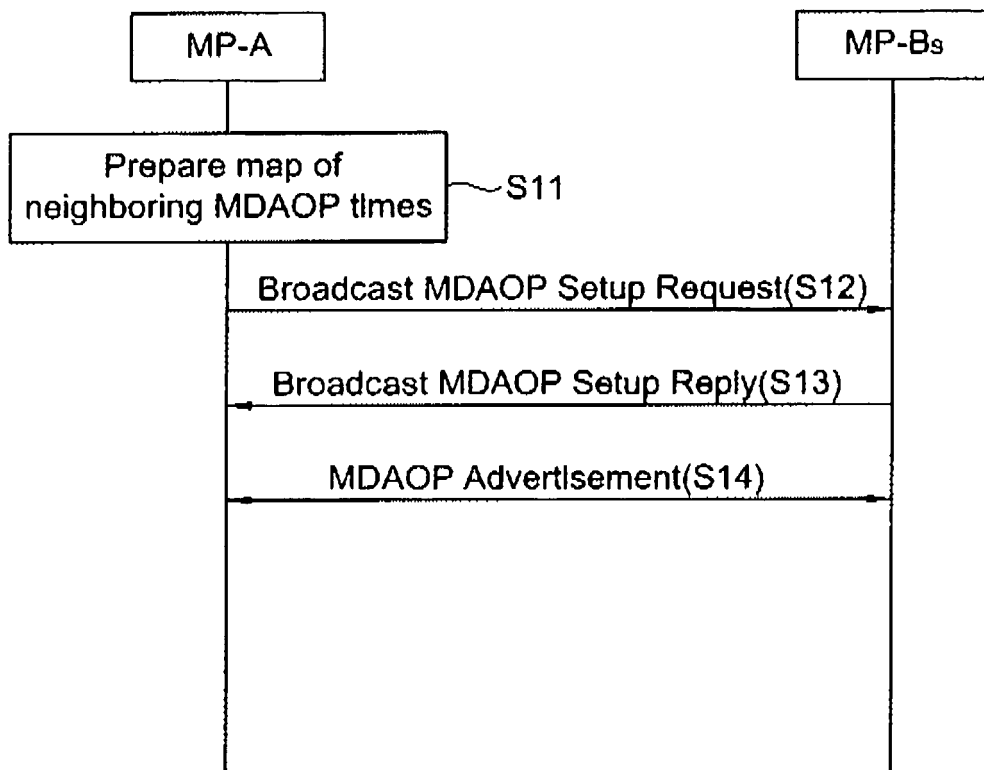 MP-A
MP-Bs
Prepare map of
neighboring MDAOP times
S11
Broadcast MDAOP Setup Request(S12)
Broadcast MDAOP Setup Reply(S13)
MDAOP Advertisement(S14)